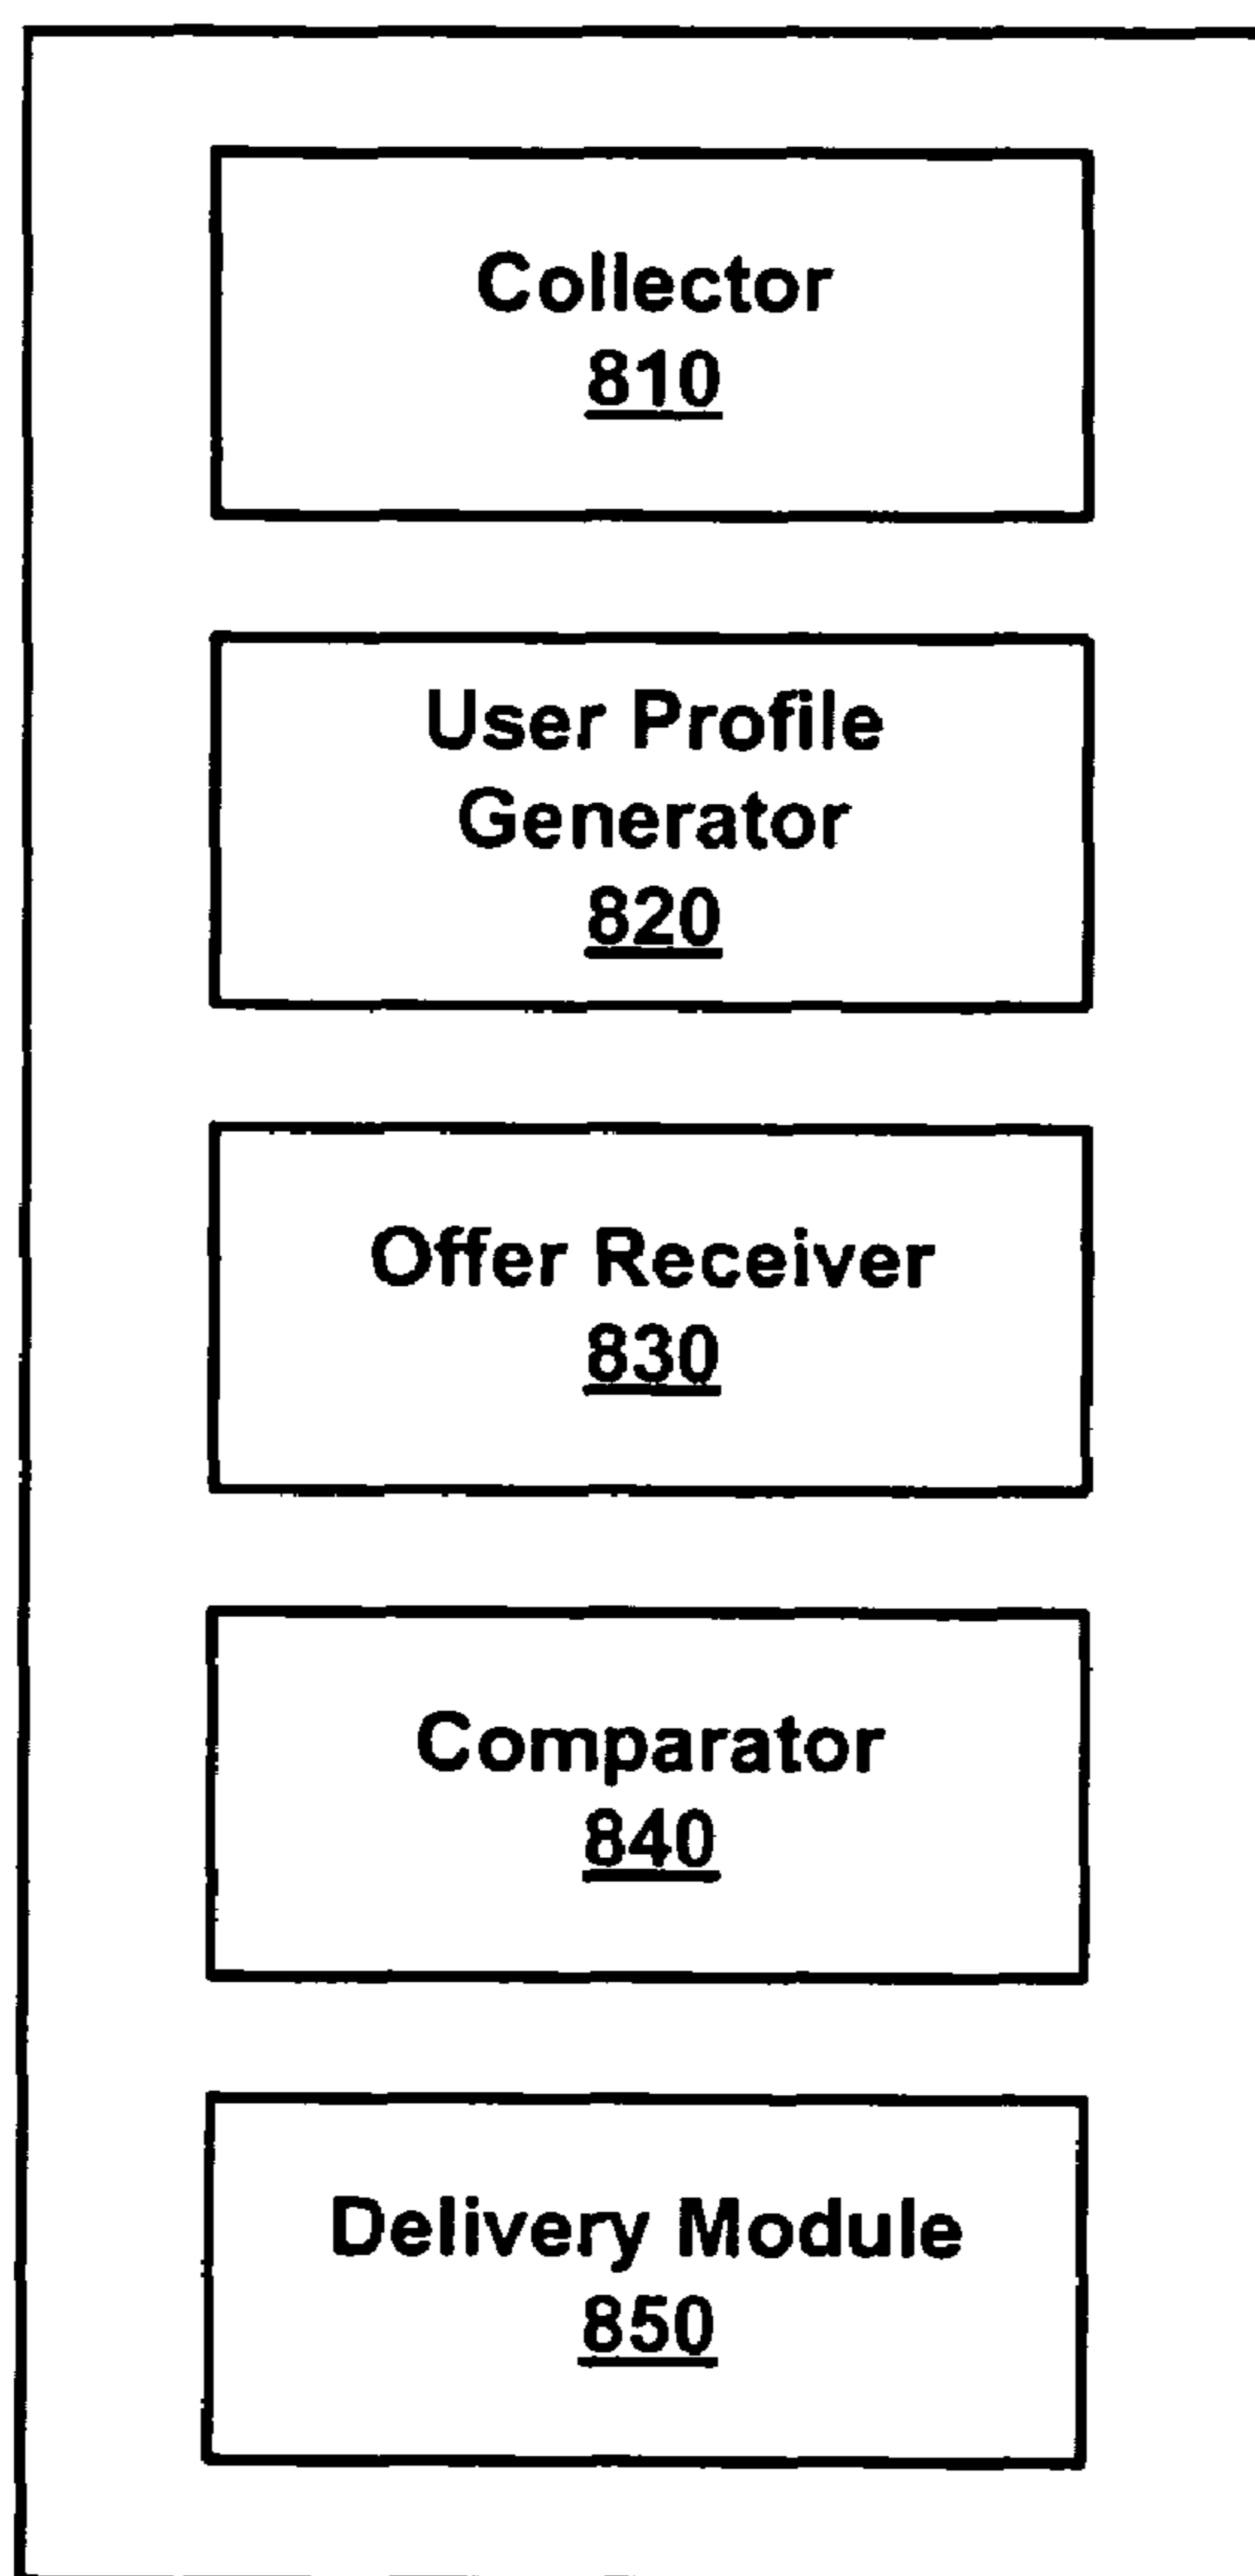 Collector
810
User Profile
Generator
820
Offer Receiver
830
Comparator
840
Delivery Module
850